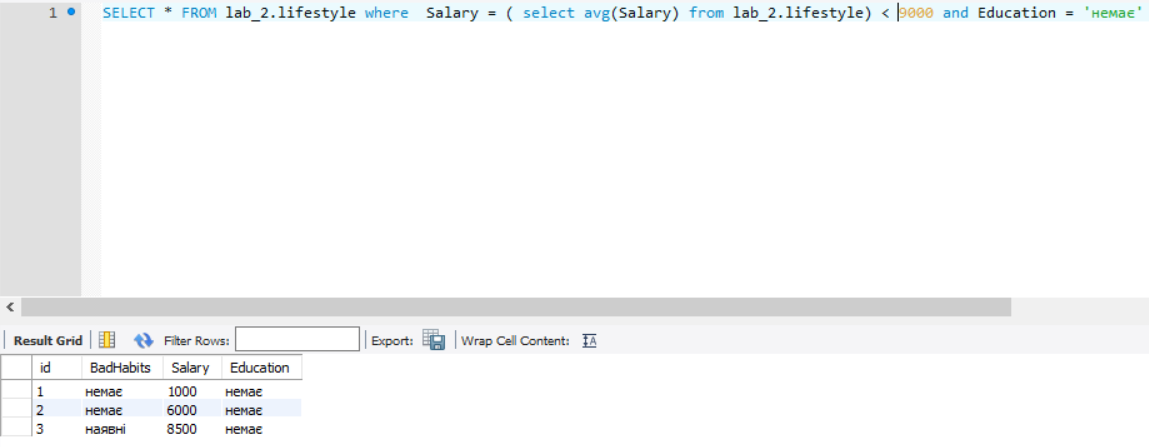 1 SELECT * FROM lab_2.lifestyle where  Salary = ( select avg(Salary) from lab_2.lifestyle) < 9000 and Education = 'немає'
Result Grid Filter Rows: Export: Wrap Cell Content: IA
id BadHabits Salary Education
1 немає 1000 немає
2 немає 6000 немає
3 наявні 8500 немає